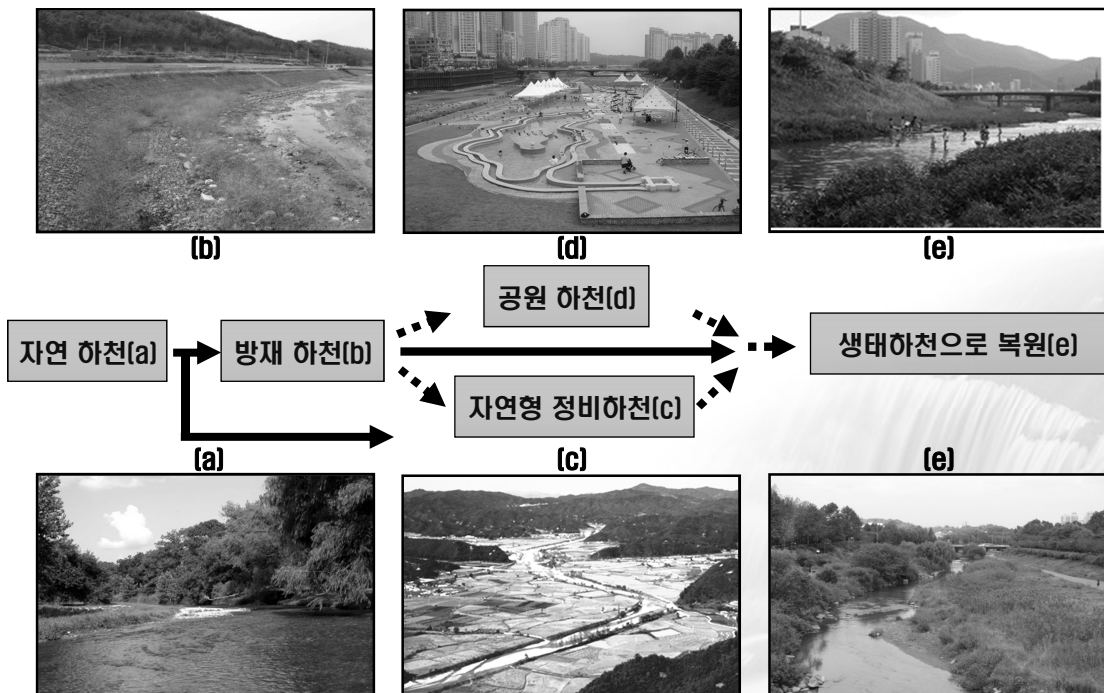 (b)
(d)
(e)
공원 하천(d)
자연 하천(a)
방재 하천(b)
생태하천으로 복원(e)
자연형 정비하천(c)
(a)
(c)
(e)